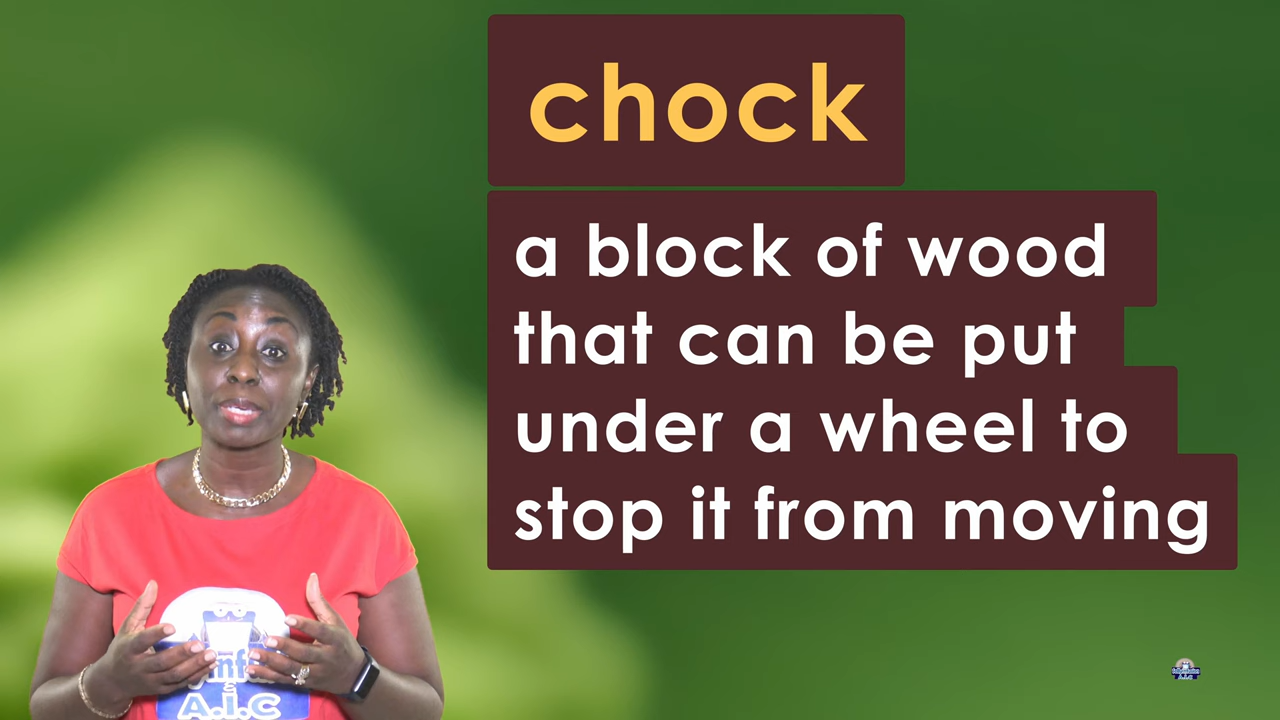 chock
a block of wood
that can be put
under a wheel to
stop it from moving
A.I.C